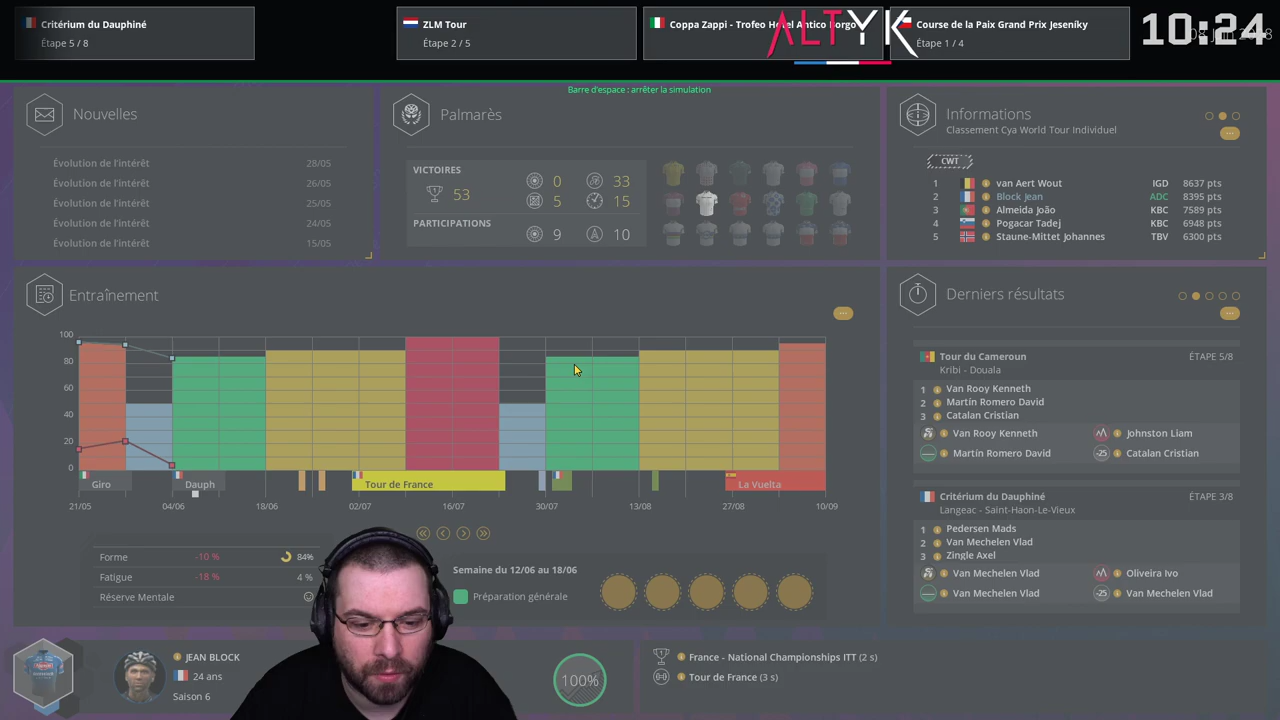 Critérium du Dauphiné
Étape 5 / 8
ZLM Tour
Étape 2 / 5
Coppa Zappi - Trofeo Hotel Antico Borgo
Course de la Paix Grand Prix Jeseníky
Étape 1 / 4
ALTYK
10:24
Barre d'espace : arrêter la simulation
Nouvelles
Évolution de l'intérêt 28/05
Évolution de l'intérêt 26/05
Évolution de l'intérêt 25/05
Évolution de l'intérêt 24/05
Évolution de l'intérêt 15/05
Palmarès
VICTOIRES
53
0 33
5 15
PARTICIPATIONS
9 10
Informations
Classement Cya World Tour Individuel
CWT
1 van Aert Wout IGD 8637 pts
2 Block Jean ADC 8395 pts
3 Almeida João KBC 7589 pts
4 Pogacar Tadej KBC 6948 pts
5 Staune-Mittet Johannes TBV 6300 pts
Entraînement
100
80
60
40
20
0
Giro Dauph Tour de France La Vuelta
21/05 04/06 18/06 02/07 16/07 30/07 13/08 27/08 10/09
Forme -10 % 84%
Fatigue -18 % 4 %
Réserve Mentale
Semaine du 12/06 au 18/06
Préparation générale
Derniers résultats
Tour du Cameroun ÉTAPE 5/8
Kribi - Douala
1 Van Rooy Kenneth
2 Martín Romero David
3 Catalan Cristian
Van Rooy Kenneth Johnston Liam
Martín Romero David -25 Catalan Cristian
Critérium du Dauphiné ÉTAPE 3/8
Langeac - Saint-Haon-Le-Vieux
1 Pedersen Mads
2 Van Mechelen Vlad
3 Zingle Axel
Van Mechelen Vlad Oliveira Ivo
Van Mechelen Vlad -25 Van Mechelen Vlad
JEAN BLOCK
24 ans
Saison 6
100%
France - National Championships ITT (2 s)
Tour de France (3 s)